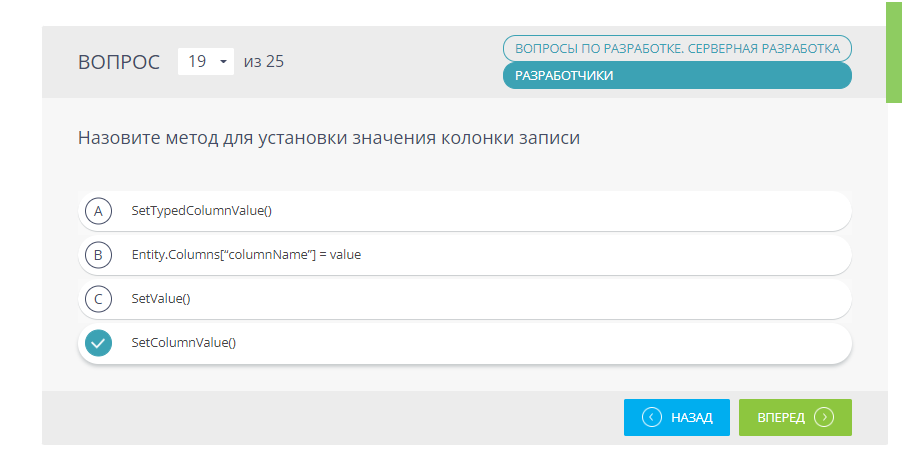 ВОПРОС 19 из 25
ВОПРОСЫ ПО РАЗРАБОТКЕ. СЕРВЕРНАЯ РАЗРАБОТКА
РАЗРАБОТЧИКИ
Назовите метод для установки значения колонки записи
A SetTypedColumnValue()
B Entity.Columns[“columnName”] = value
C SetValue()
SetColumnValue()
НАЗАД ВПЕРЕД